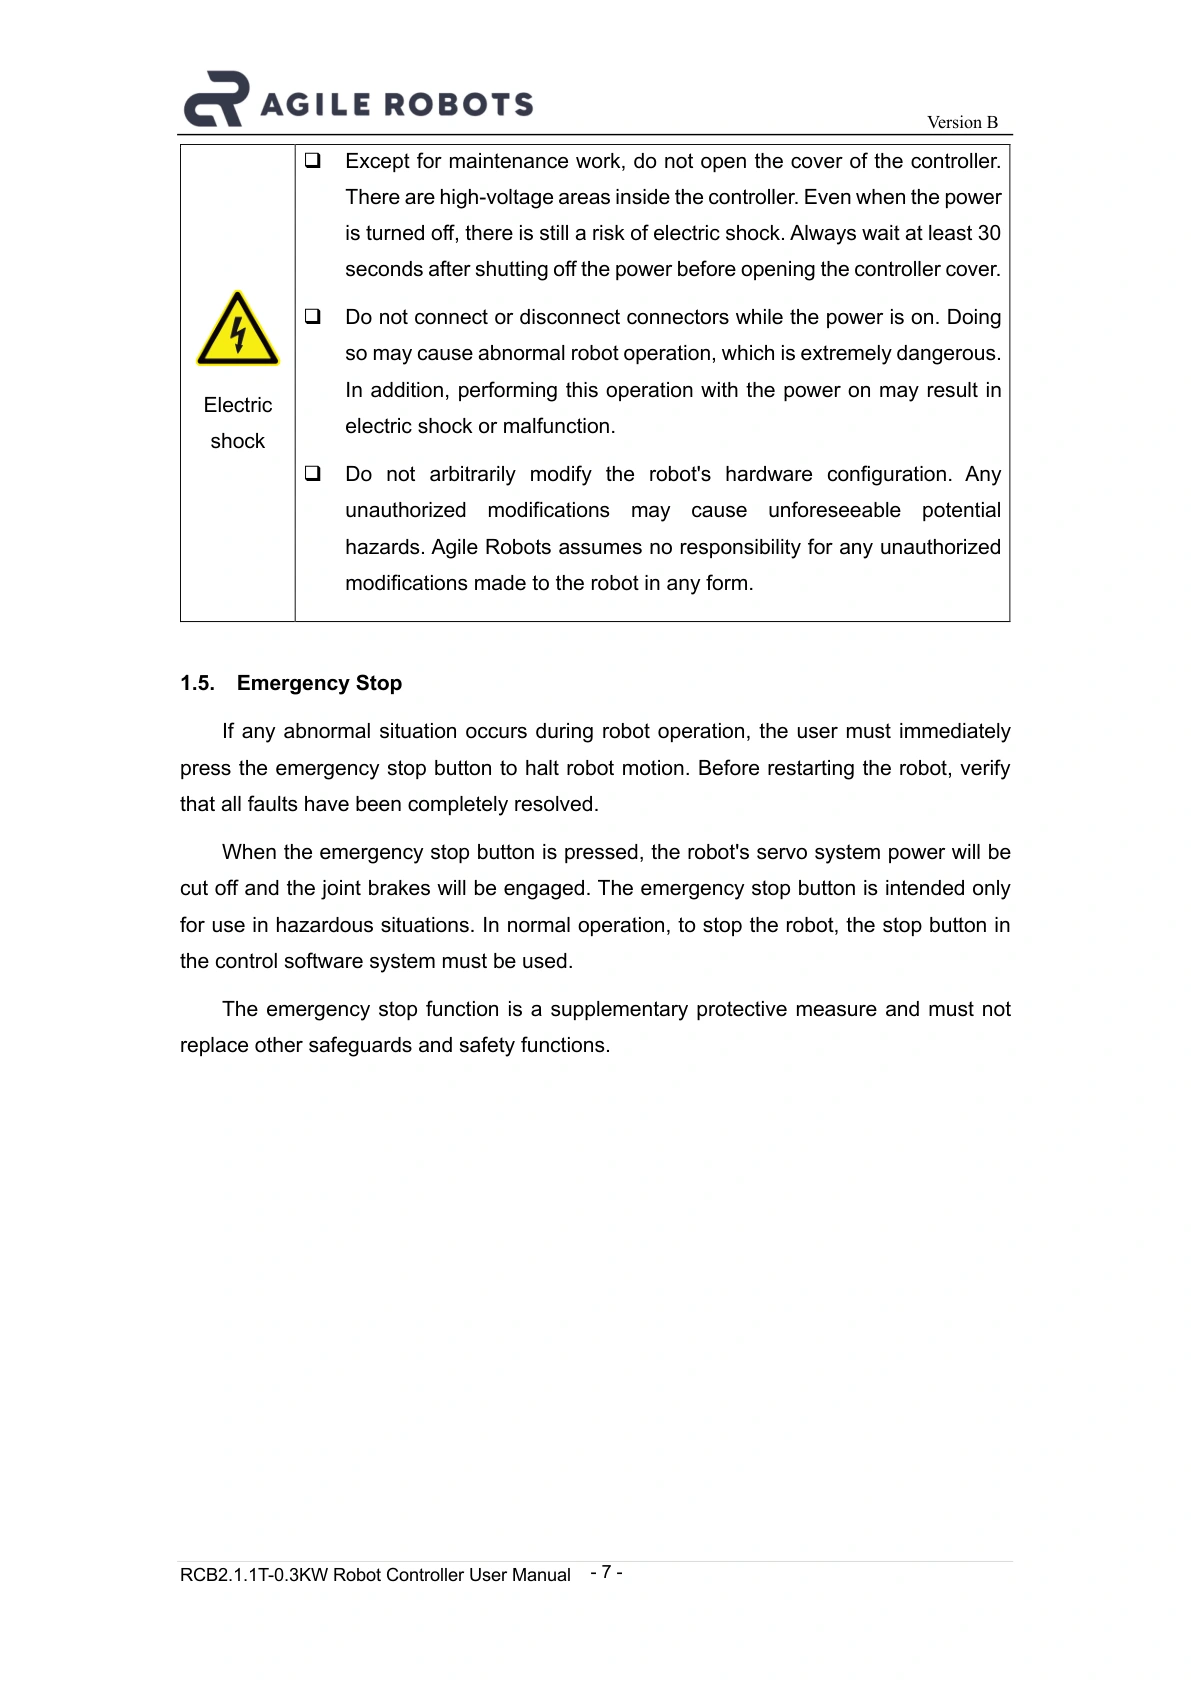 AGILE ROBOTS
Version B
❑ Except for maintenance work, do not open the cover of the controller.
There are high-voltage areas inside the controller. Even when the power
is turned off, there is still a risk of electric shock. Always wait at least 30
seconds after shutting off the power before opening the controller cover.
❑ Do not connect or disconnect connectors while the power is on. Doing
so may cause abnormal robot operation, which is extremely dangerous.
In addition, performing this operation with the power on may result in
electric shock or malfunction.
❑ Do not arbitrarily modify the robot's hardware configuration. Any
unauthorized modifications may cause unforeseeable potential
hazards. Agile Robots assumes no responsibility for any unauthorized
modifications made to the robot in any form.
Electric
shock
1.5. Emergency Stop
If any abnormal situation occurs during robot operation, the user must immediately
press the emergency stop button to halt robot motion. Before restarting the robot, verify
that all faults have been completely resolved.
When the emergency stop button is pressed, the robot's servo system power will be
cut off and the joint brakes will be engaged. The emergency stop button is intended only
for use in hazardous situations. In normal operation, to stop the robot, the stop button in
the control software system must be used.
The emergency stop function is a supplementary protective measure and must not
replace other safeguards and safety functions.
RCB2.1.1T-0.3KW Robot Controller User Manual - 7 -